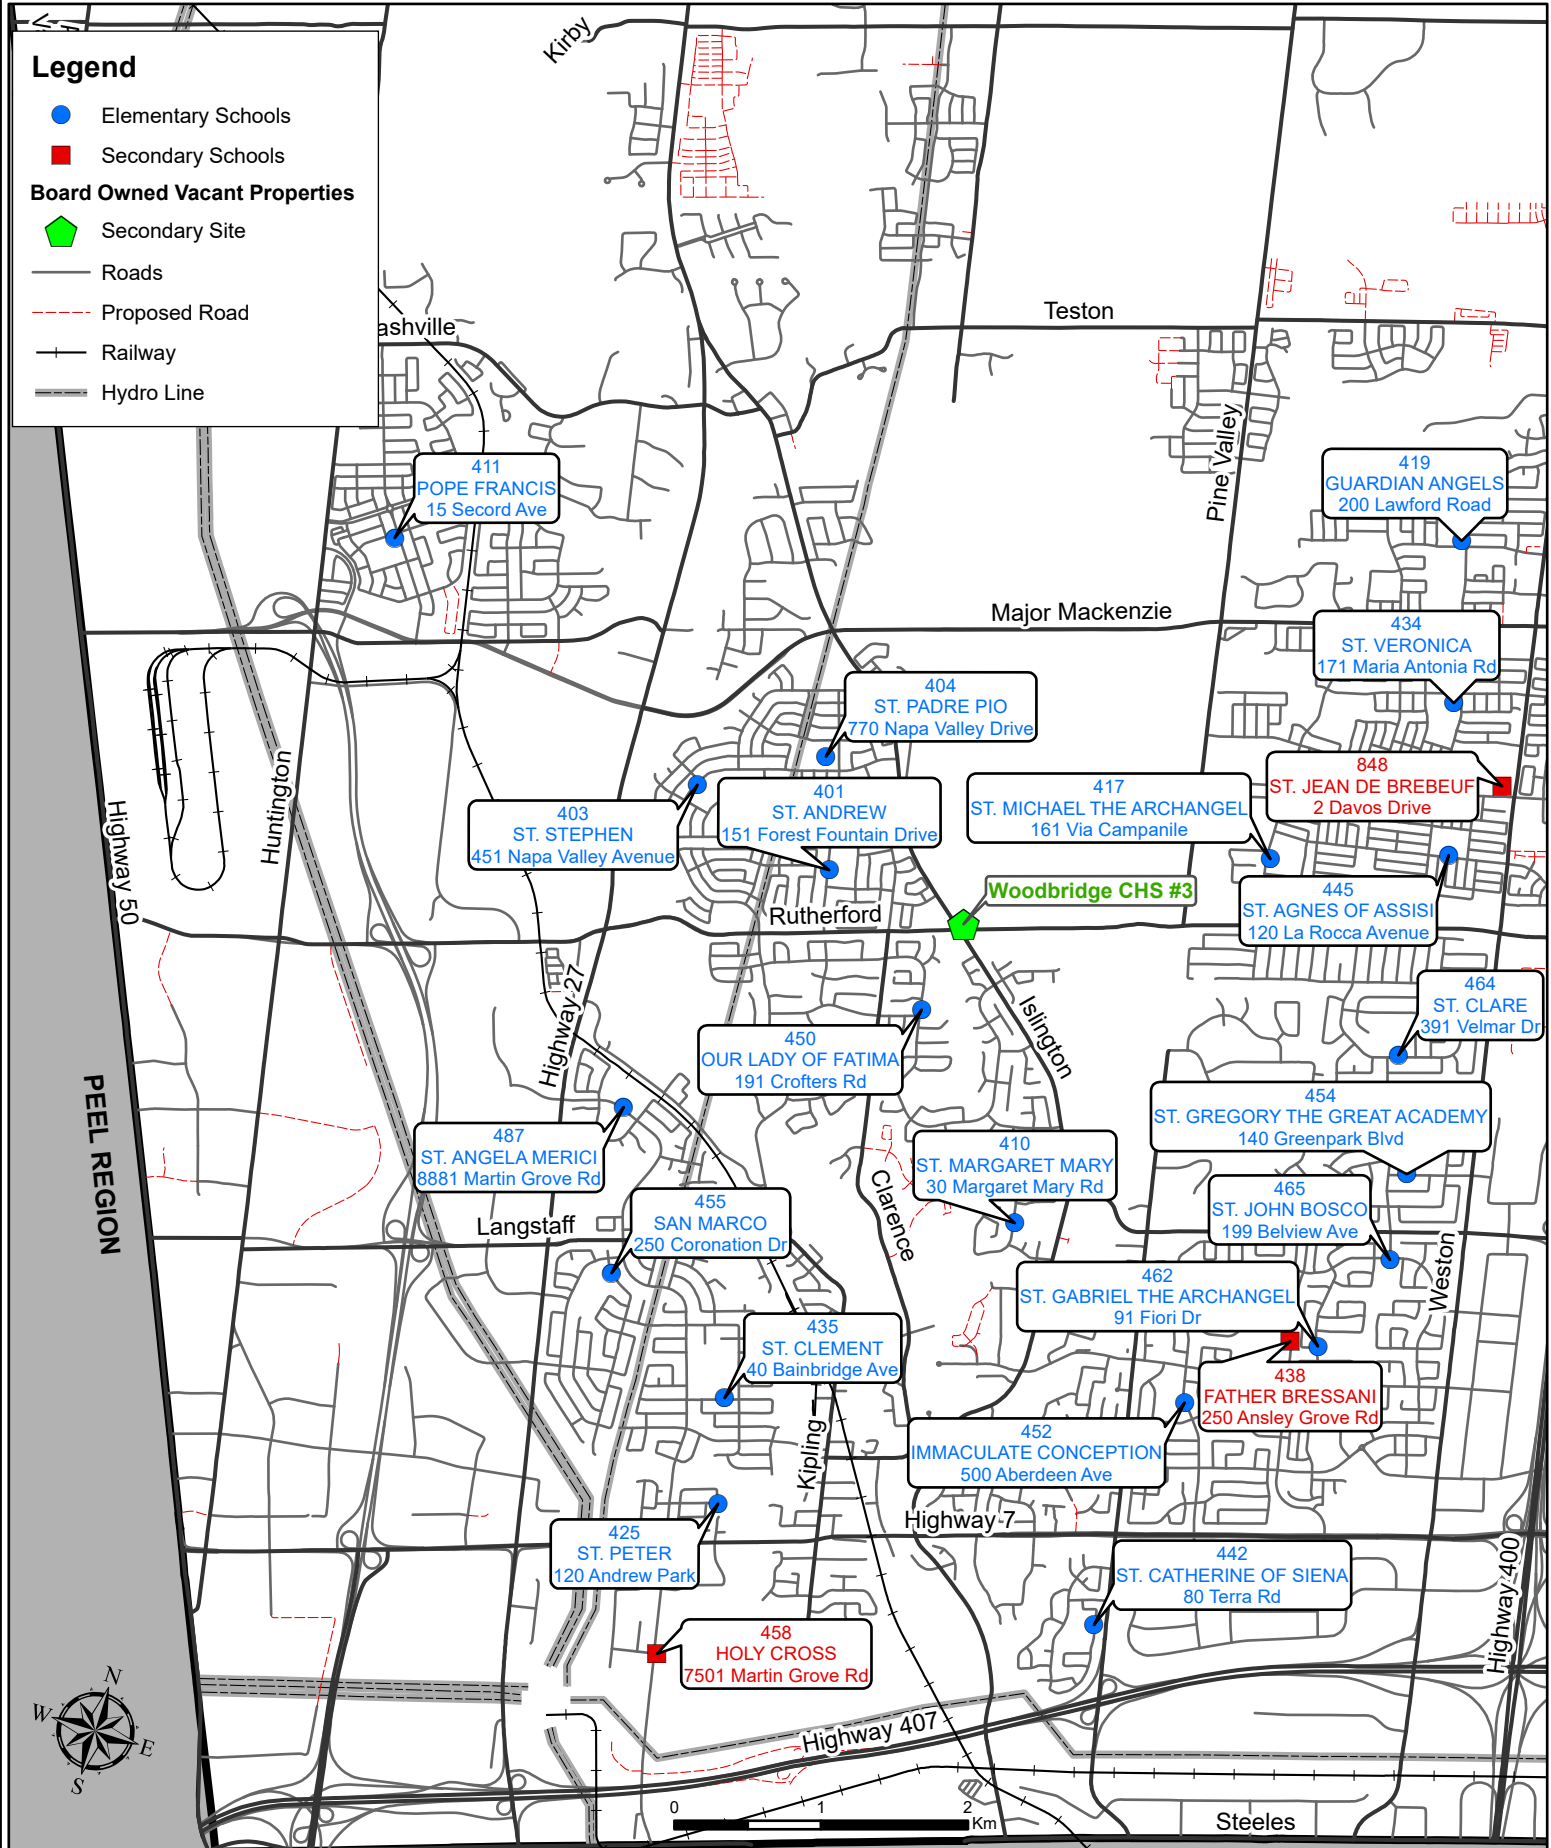 Kirby
Legend
Elementary Schools
Secondary Schools
Board Owned Vacant Properties
Secondary Site
Roads
Proposed Road
Railway
Hydro Line
ashville
Teston
Pine Valley
411
POPE FRANCIS
15 Secord Ave
419
GUARDIAN ANGELS
200 Lawford Road
Major Mackenzie
434
ST. VERONICA
171 Maria Antonia Rd
404
ST. PADRE PIO
770 Napa Valley Drive
848
ST. JEAN DE BREBEUF
2 Davos Drive
417
ST. MICHAEL THE ARCHANGEL
161 Via Campanile
401
ST. ANDREW
151 Forest Fountain Drive
403
ST. STEPHEN
451 Napa Valley Avenue
Huntington
Highway 50
445
ST. AGNES OF ASSISI
120 La Rocca Avenue
Woodbridge CHS #3
Rutherford
464
ST. CLARE
391 Velmar Dr
Highway 27
Islington
450
OUR LADY OF FATIMA
191 Crofters Rd
454
ST. GREGORY THE GREAT ACADEMY
140 Greenpark Blvd
PEEL REGION
487
ST. ANGELA MERICI
8881 Martin Grove Rd
410
ST. MARGARET MARY
30 Margaret Mary Rd
465
ST. JOHN BOSCO
199 Belview Ave
455
SAN MARCO
250 Coronation Dr
Langstaff
Clarence
Weston
462
ST. GABRIEL THE ARCHANGEL
91 Fiori Dr
435
ST. CLEMENT
40 Bainbridge Ave
438
FATHER BRESSANI
250 Ansley Grove Rd
Kipling
452
IMMACULATE CONCEPTION
500 Aberdeen Ave
Highway 7
425
ST. PETER
120 Andrew Park
442
ST. CATHERINE OF SIENA
80 Terra Rd
Highway 400
458
HOLY CROSS
7501 Martin Grove Rd
N
W
E
S
Highway 407
0 1 2
Km
Steeles